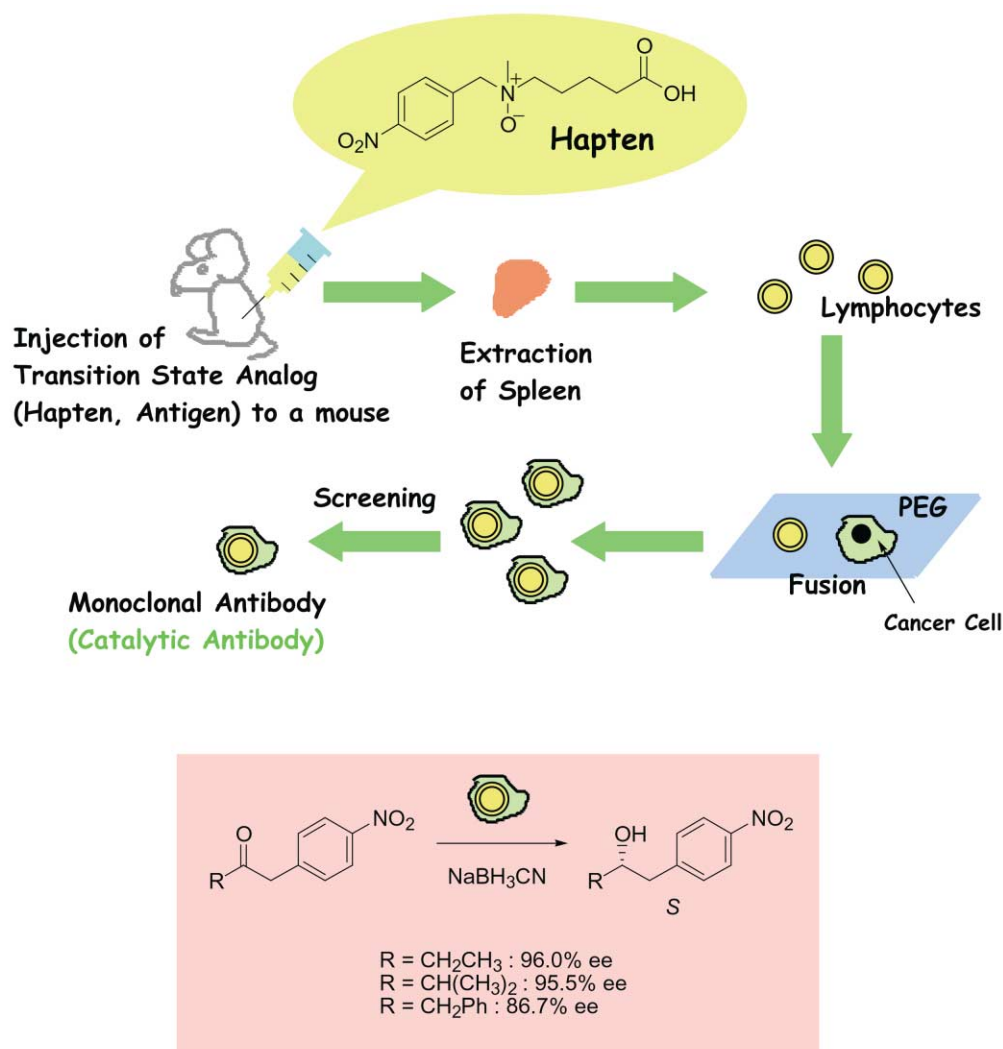 O
N
+
O⁻
OH
O₂N
Hapten
Injection of
Transition State Analog
(Hapten, Antigen) to a mouse
Extraction
of Spleen
Lymphocytes
PEG
Fusion
Cancer Cell
Screening
Monoclonal Antibody
(Catalytic Antibody)
O
R
NO₂
NaBH₃CN
OH
R
NO₂
S
R = CH₂CH₃ : 96.0% ee
R = CH(CH₃)₂ : 95.5% ee
R = CH₂Ph : 86.7% ee